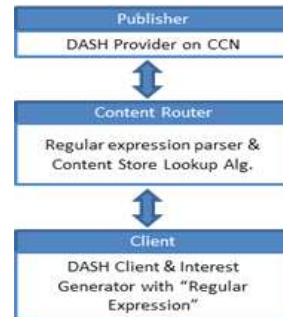 Publisher
DASH Provider on CCN
Content Router
Regular expression parser &
Content Store Lookup Alg.
Client
DASH Client & Interest
Generator with “Regular
Expression”